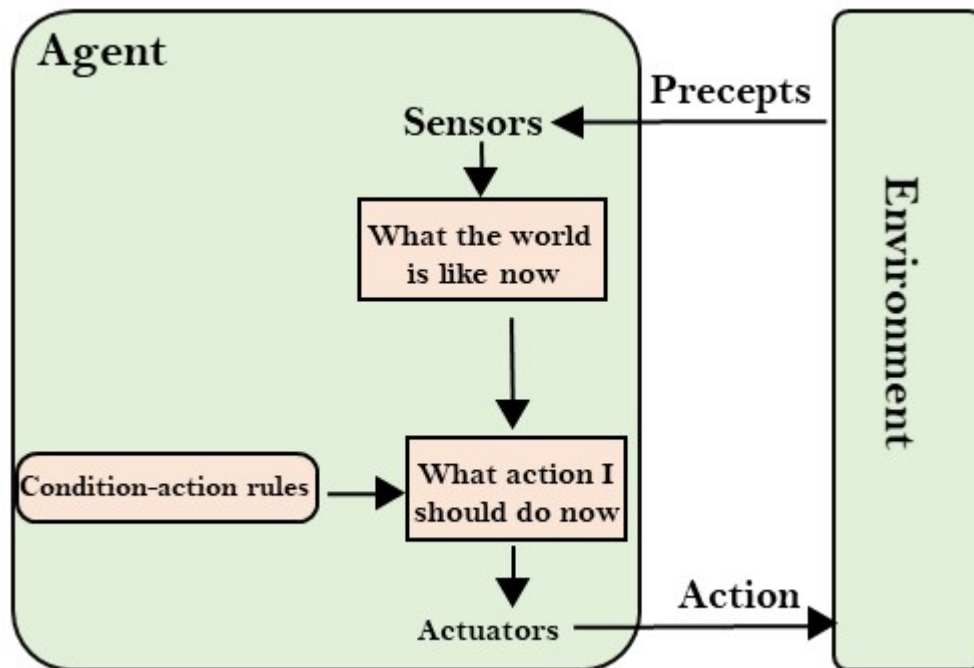 Agent
Precepts
Sensors
What the world
is like now
Environment
Condition-action rules
What action I
should do now
Action
Actuators